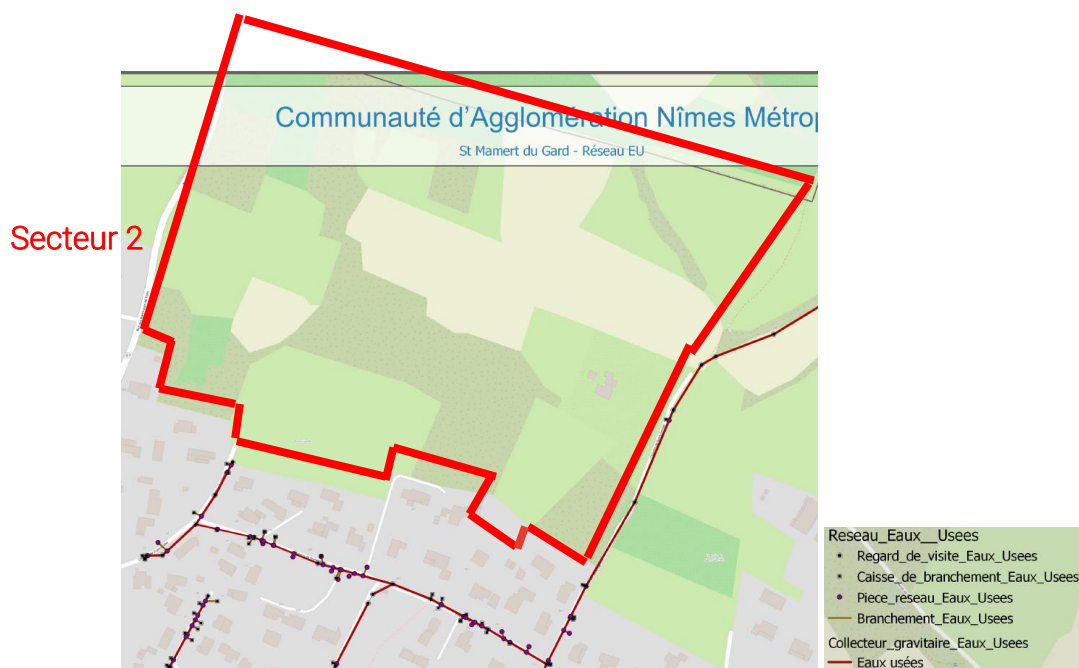 Communauté d'Agglomération Nîmes Métrop
St Mamert du Gard - Réseau EU
Secteur 2
Reseau_Eaux__Usees
Regard_de_visite_Eaux_Usees
Caisse_de_branchement_Eaux_Usees
Piece_reseau_Eaux_Usees
Branchement_Eaux_Usees
Collecteur_gravitaire_Eaux_Usees
Eaux usées